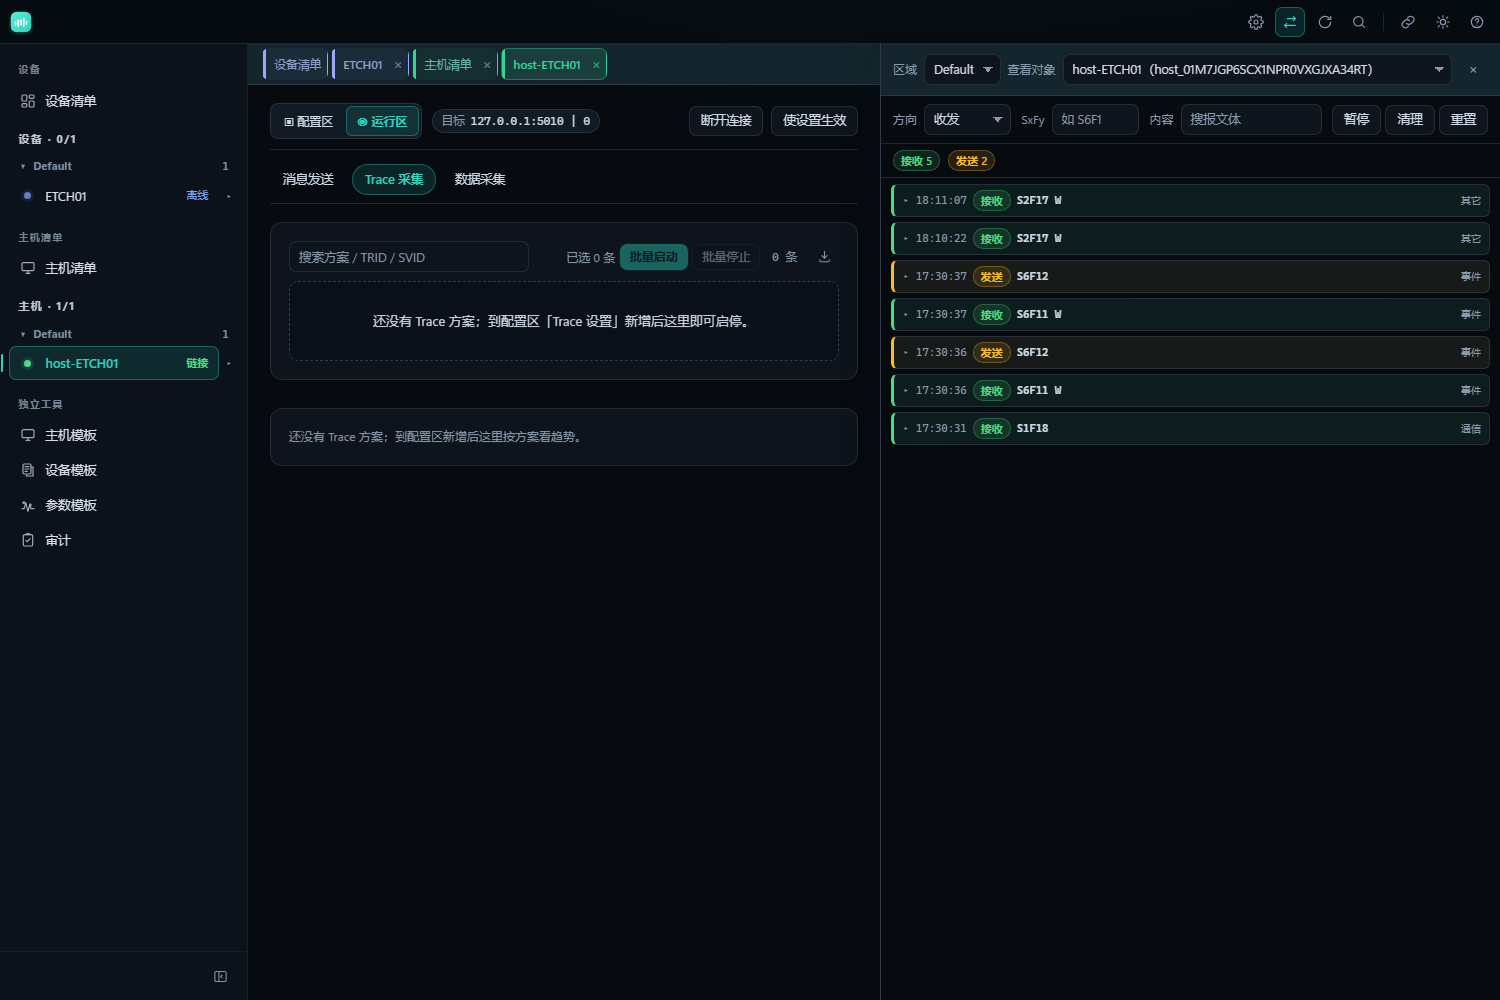 设备
设备清单
设备 · 0/1
Default 1
ETCH01 离线
主机清单
主机清单
主机 · 1/1
Default 1
host-ETCH01 链接
独立工具
主机模板
设备模板
参数模板
审计
设备清单 ETCH01 × 主机清单 × host-ETCH01 ×
配置区 运行区 目标 127.0.0.1:5010 | 0 断开连接 使设置生效
消息发送 Trace 采集 数据采集
搜索方案 / TRID / SVID 已选 0 条 批量启动 批量停止 0 条
还没有 Trace 方案；到配置区「Trace 设置」新增后这里即可启停。
还没有 Trace 方案；到配置区新增后这里按方案看趋势。
区域 Default 查看对象 host-ETCH01（host_01M7JGP6SCX1NPR0VXGJXA34RT） ×
方向 收发 SxFy 如 S6F1 内容 搜报文体 暂停 清理 重置
接收 5 发送 2
18:11:07 接收 S2F17 W 其它
18:10:22 接收 S2F17 W 其它
17:30:37 发送 S6F12 事件
17:30:37 接收 S6F11 W 事件
17:30:36 发送 S6F12 事件
17:30:36 接收 S6F11 W 事件
17:30:31 接收 S1F18 通信